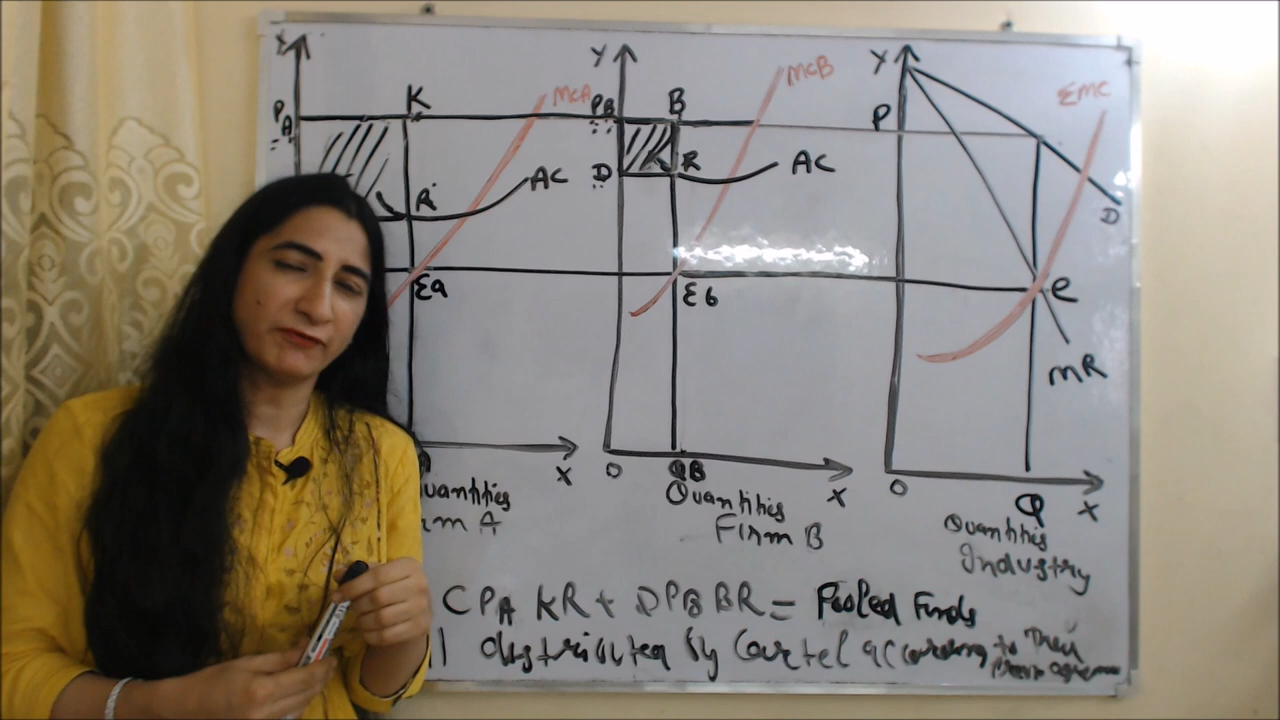 Y
PA
K
MCA
R
AC
Ea
X
Quantities
Firm A
Y
PB
B
MCB
D
R
AC
Eb
O
QB
X
Quantities
Firm B
Y
P
ΣMC
D
e
MR
O
Q
X
Quantities
Industry
CPA KR + DPB BR = Pooled Funds
distributed by Cartel according to Their